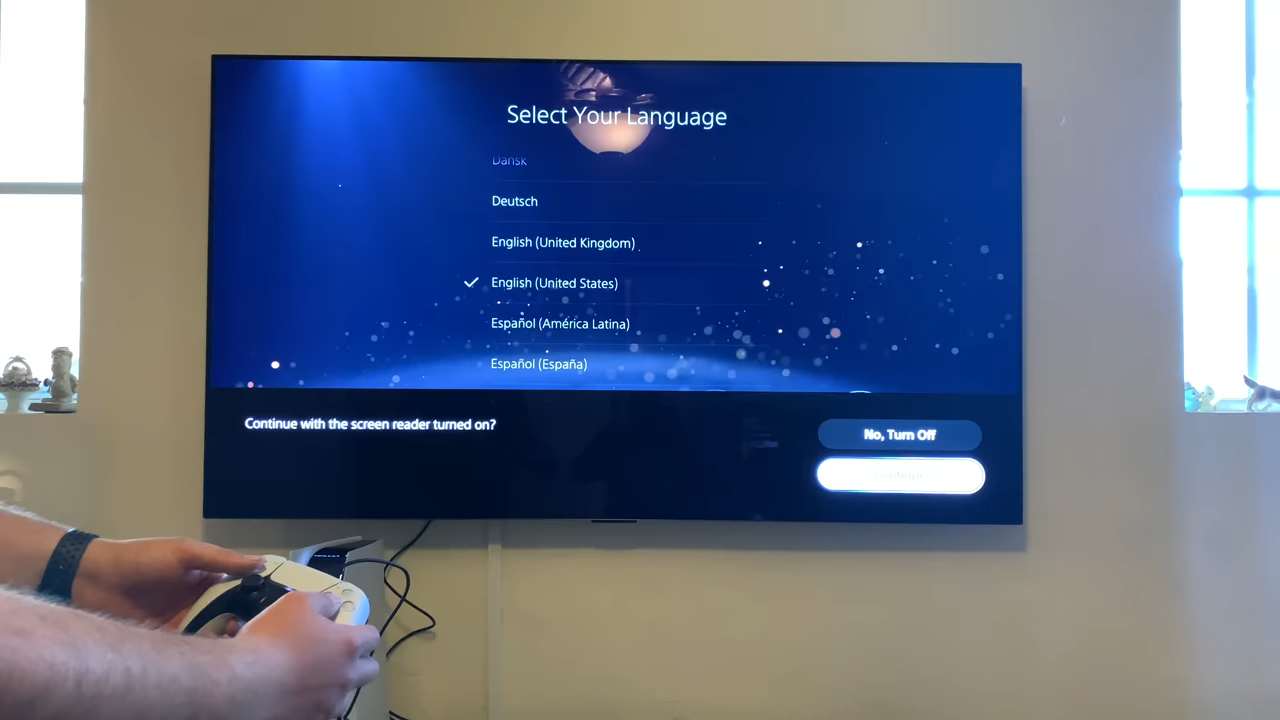 Select Your Language
Dansk
Deutsch
English (United Kingdom)
English (United States)
Español (América Latina)
Español (España)
Continue with the screen reader turned on?
No, Turn Off
Continue